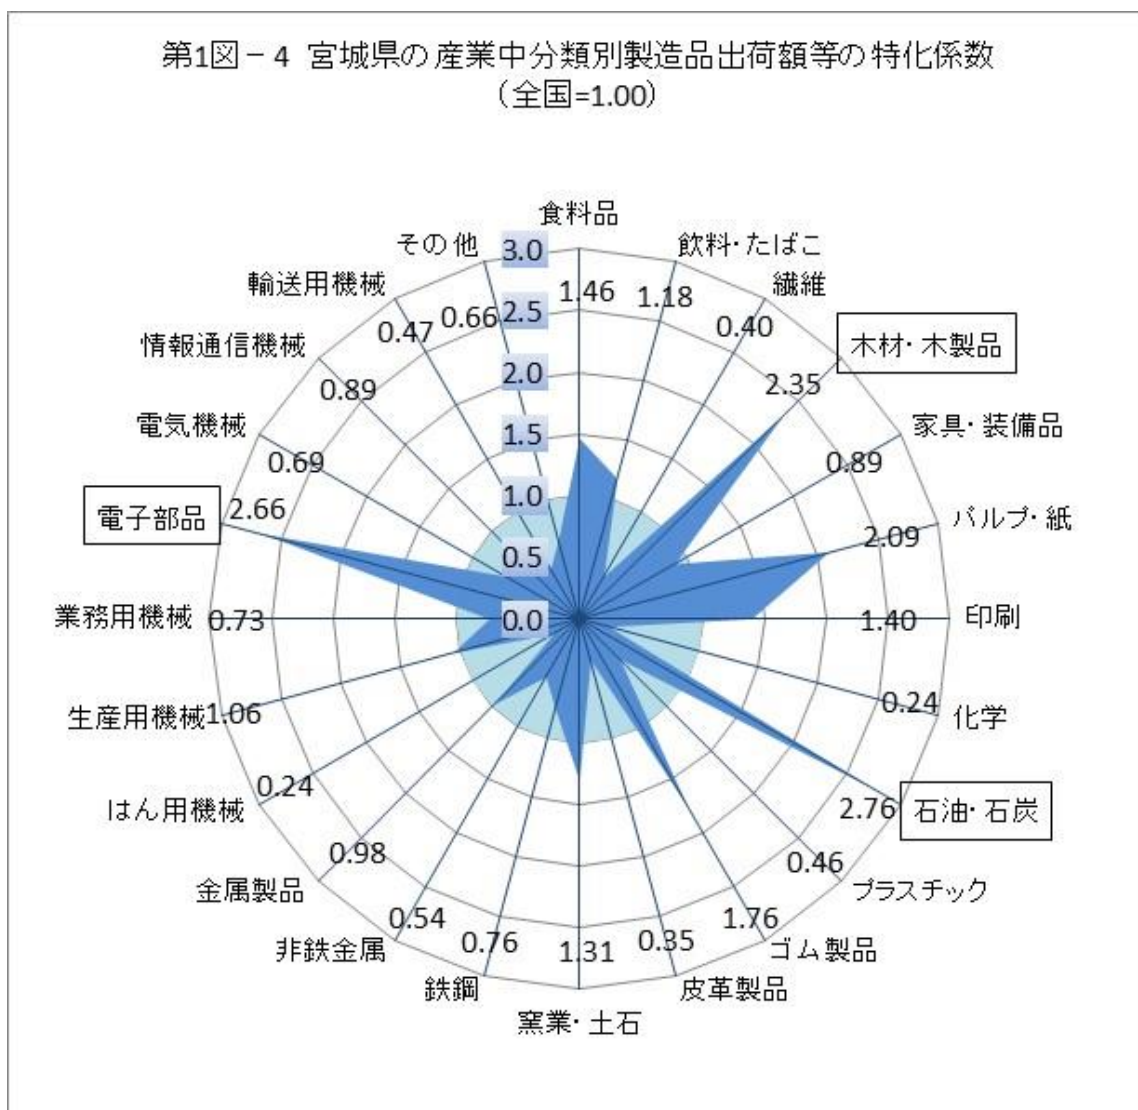 第1図－4 宮城県の産業中分類別製造品出荷額等の特化係数
（全国=1.00）
食料品
1.46
飲料・たばこ
1.18
繊維
0.40
木材・木製品
2.35
家具・装備品
0.89
パルプ・紙
2.09
印刷
1.40
化学
0.24
石油・石炭
2.76
プラスチック
0.46
ゴム製品
1.76
皮革製品
0.35
窯業・土石
1.31
鉄鋼
0.76
非鉄金属
0.54
金属製品
0.98
はん用機械
0.24
生産用機械
1.06
業務用機械
0.73
電子部品
2.66
電気機械
0.69
情報通信機械
0.89
輸送用機械
0.47
その他
0.66
3.0
2.5
2.0
1.5
1.0
0.5
0.0